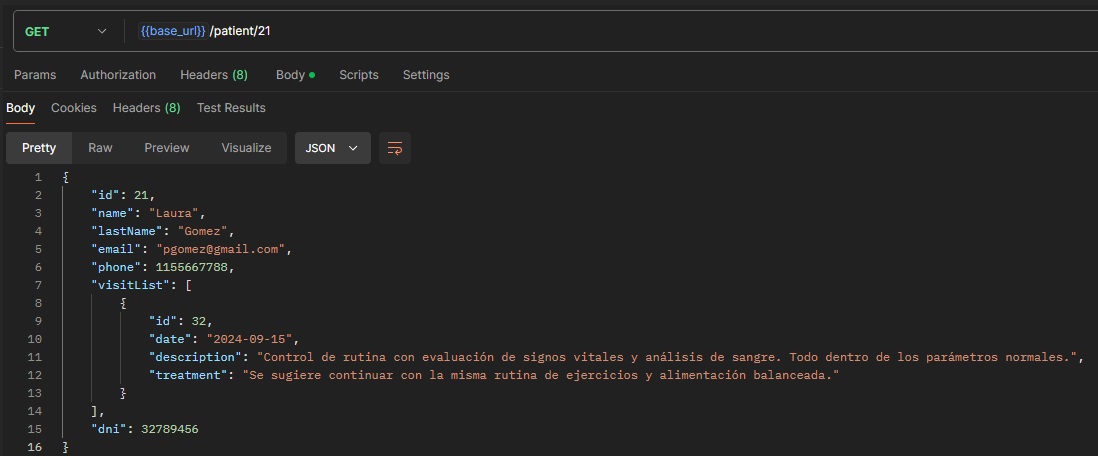 GET {{base_url}} /patient/21
Params Authorization Headers (8) Body Scripts Settings
Body Cookies Headers (8) Test Results
Pretty Raw Preview Visualize JSON
1 {
2 "id": 21,
3 "name": "Laura",
4 "lastName": "Gomez",
5 "email": "pgomez@gmail.com",
6 "phone": 1155667788,
7 "visitList": [
8 {
9 "id": 32,
10 "date": "2024-09-15",
11 "description": "Control de rutina con evaluación de signos vitales y análisis de sangre. Todo dentro de los parámetros normales.",
12 "treatment": "Se sugiere continuar con la misma rutina de ejercicios y alimentación balanceada."
13 }
14 ],
15 "dni": 32789456
16 }